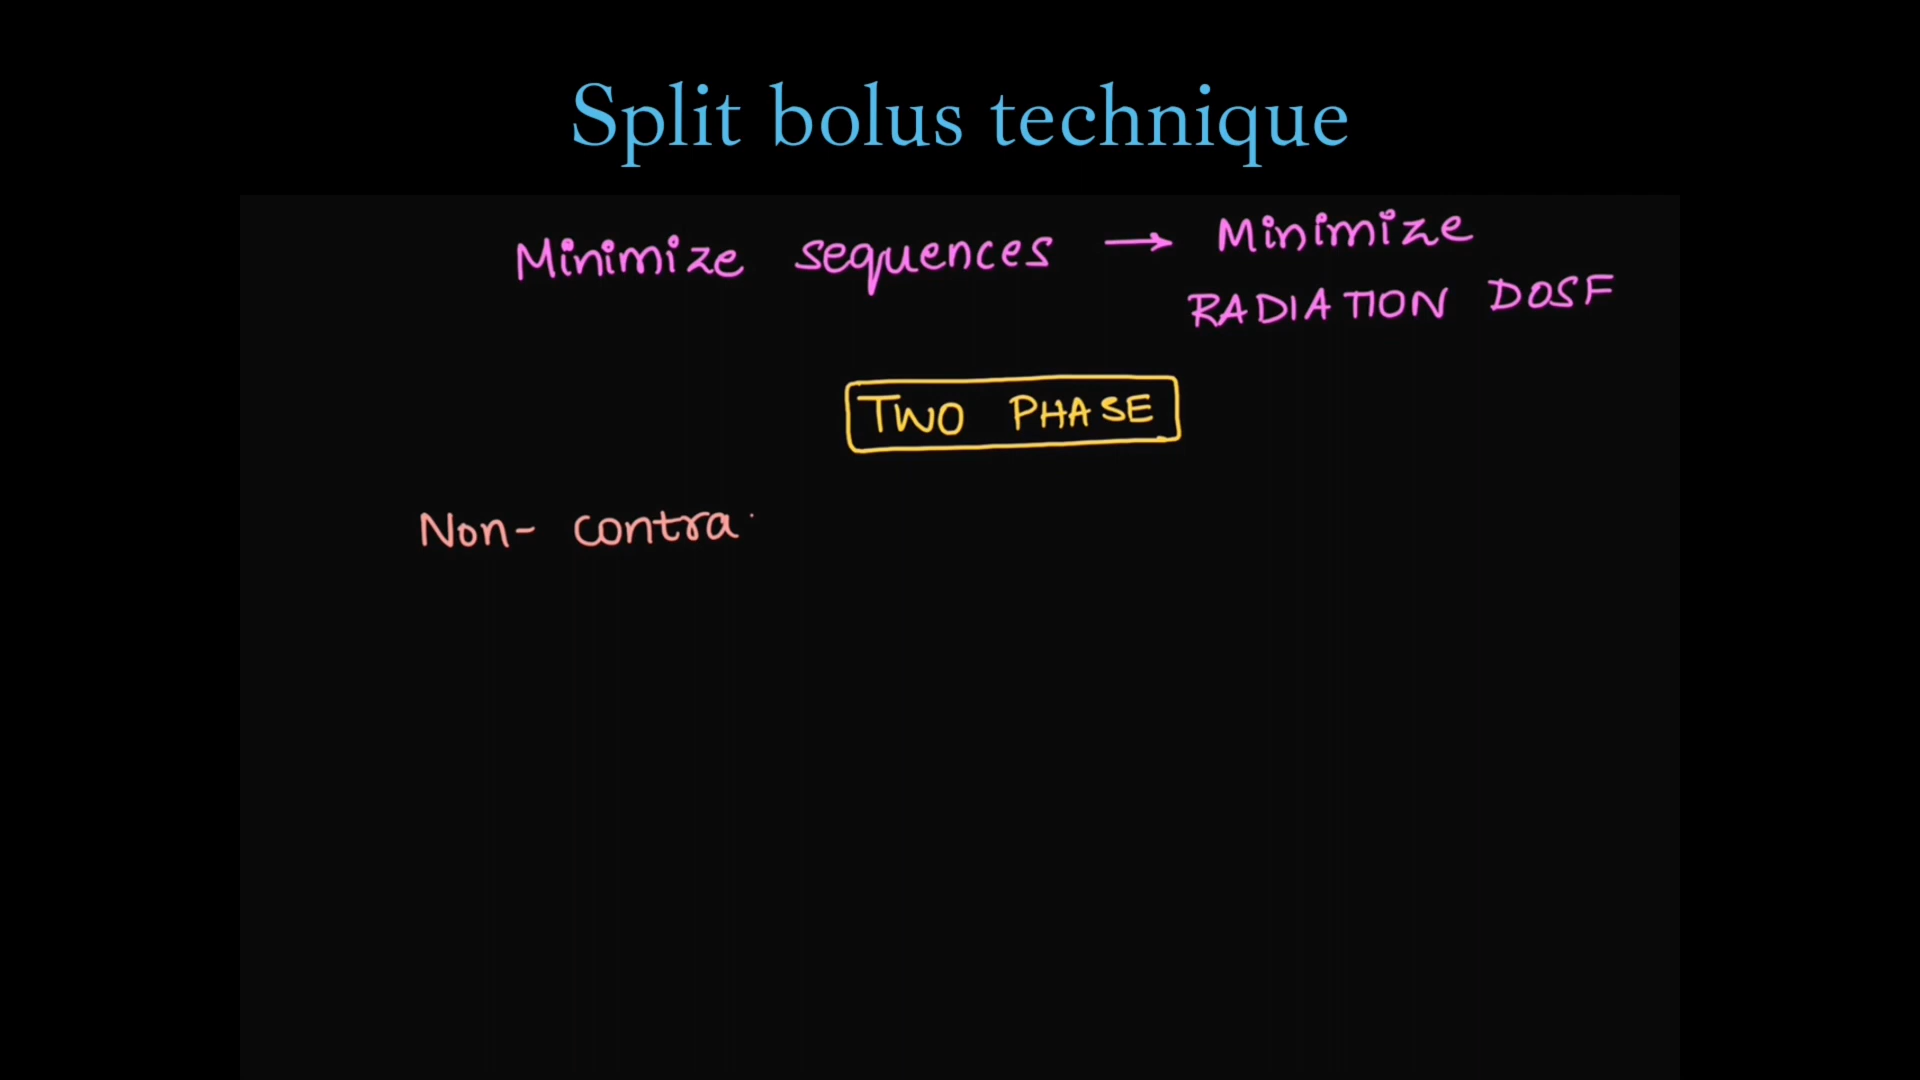 Split bolus technique
Minimize sequences → Minimize
RADIATION DOSF
TWO PHASE
Non- contra